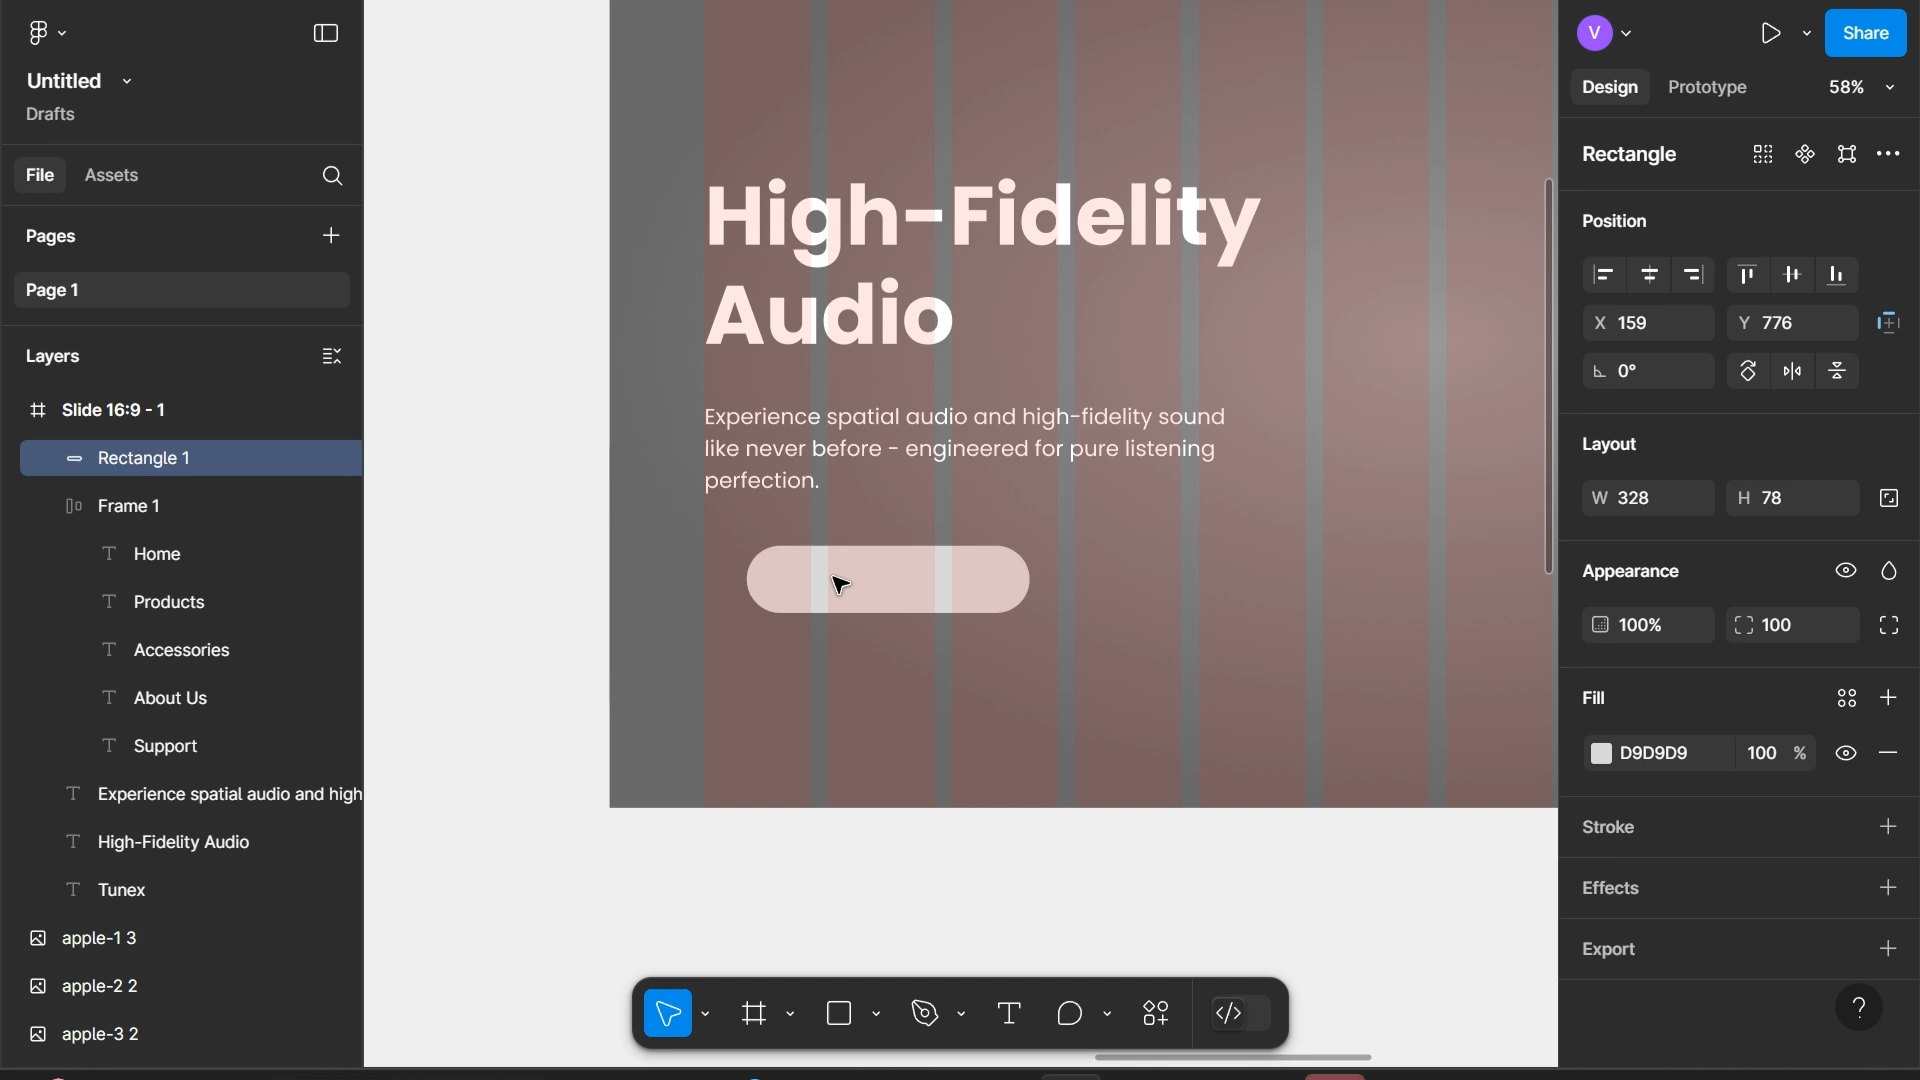 Untitled
Drafts
File
Assets
Pages
Page 1
Layers
Slide 16:9 - 1
Rectangle 1
Frame 1
Home
Products
Accessories
About Us
Support
Experience spatial audio and high
High-Fidelity Audio
Tunex
apple-1 3
apple-2 2
apple-3 2
High-Fidelity
Audio
Experience spatial audio and high-fidelity sound
like never before - engineered for pure listening
perfection.
V
Share
Design
Prototype
58%
Rectangle
Position
X 159
Y 776
0°
Layout
W 328
H 78
Appearance
100%
100
Fill
D9D9D9
100 %
Stroke
Effects
Export
?